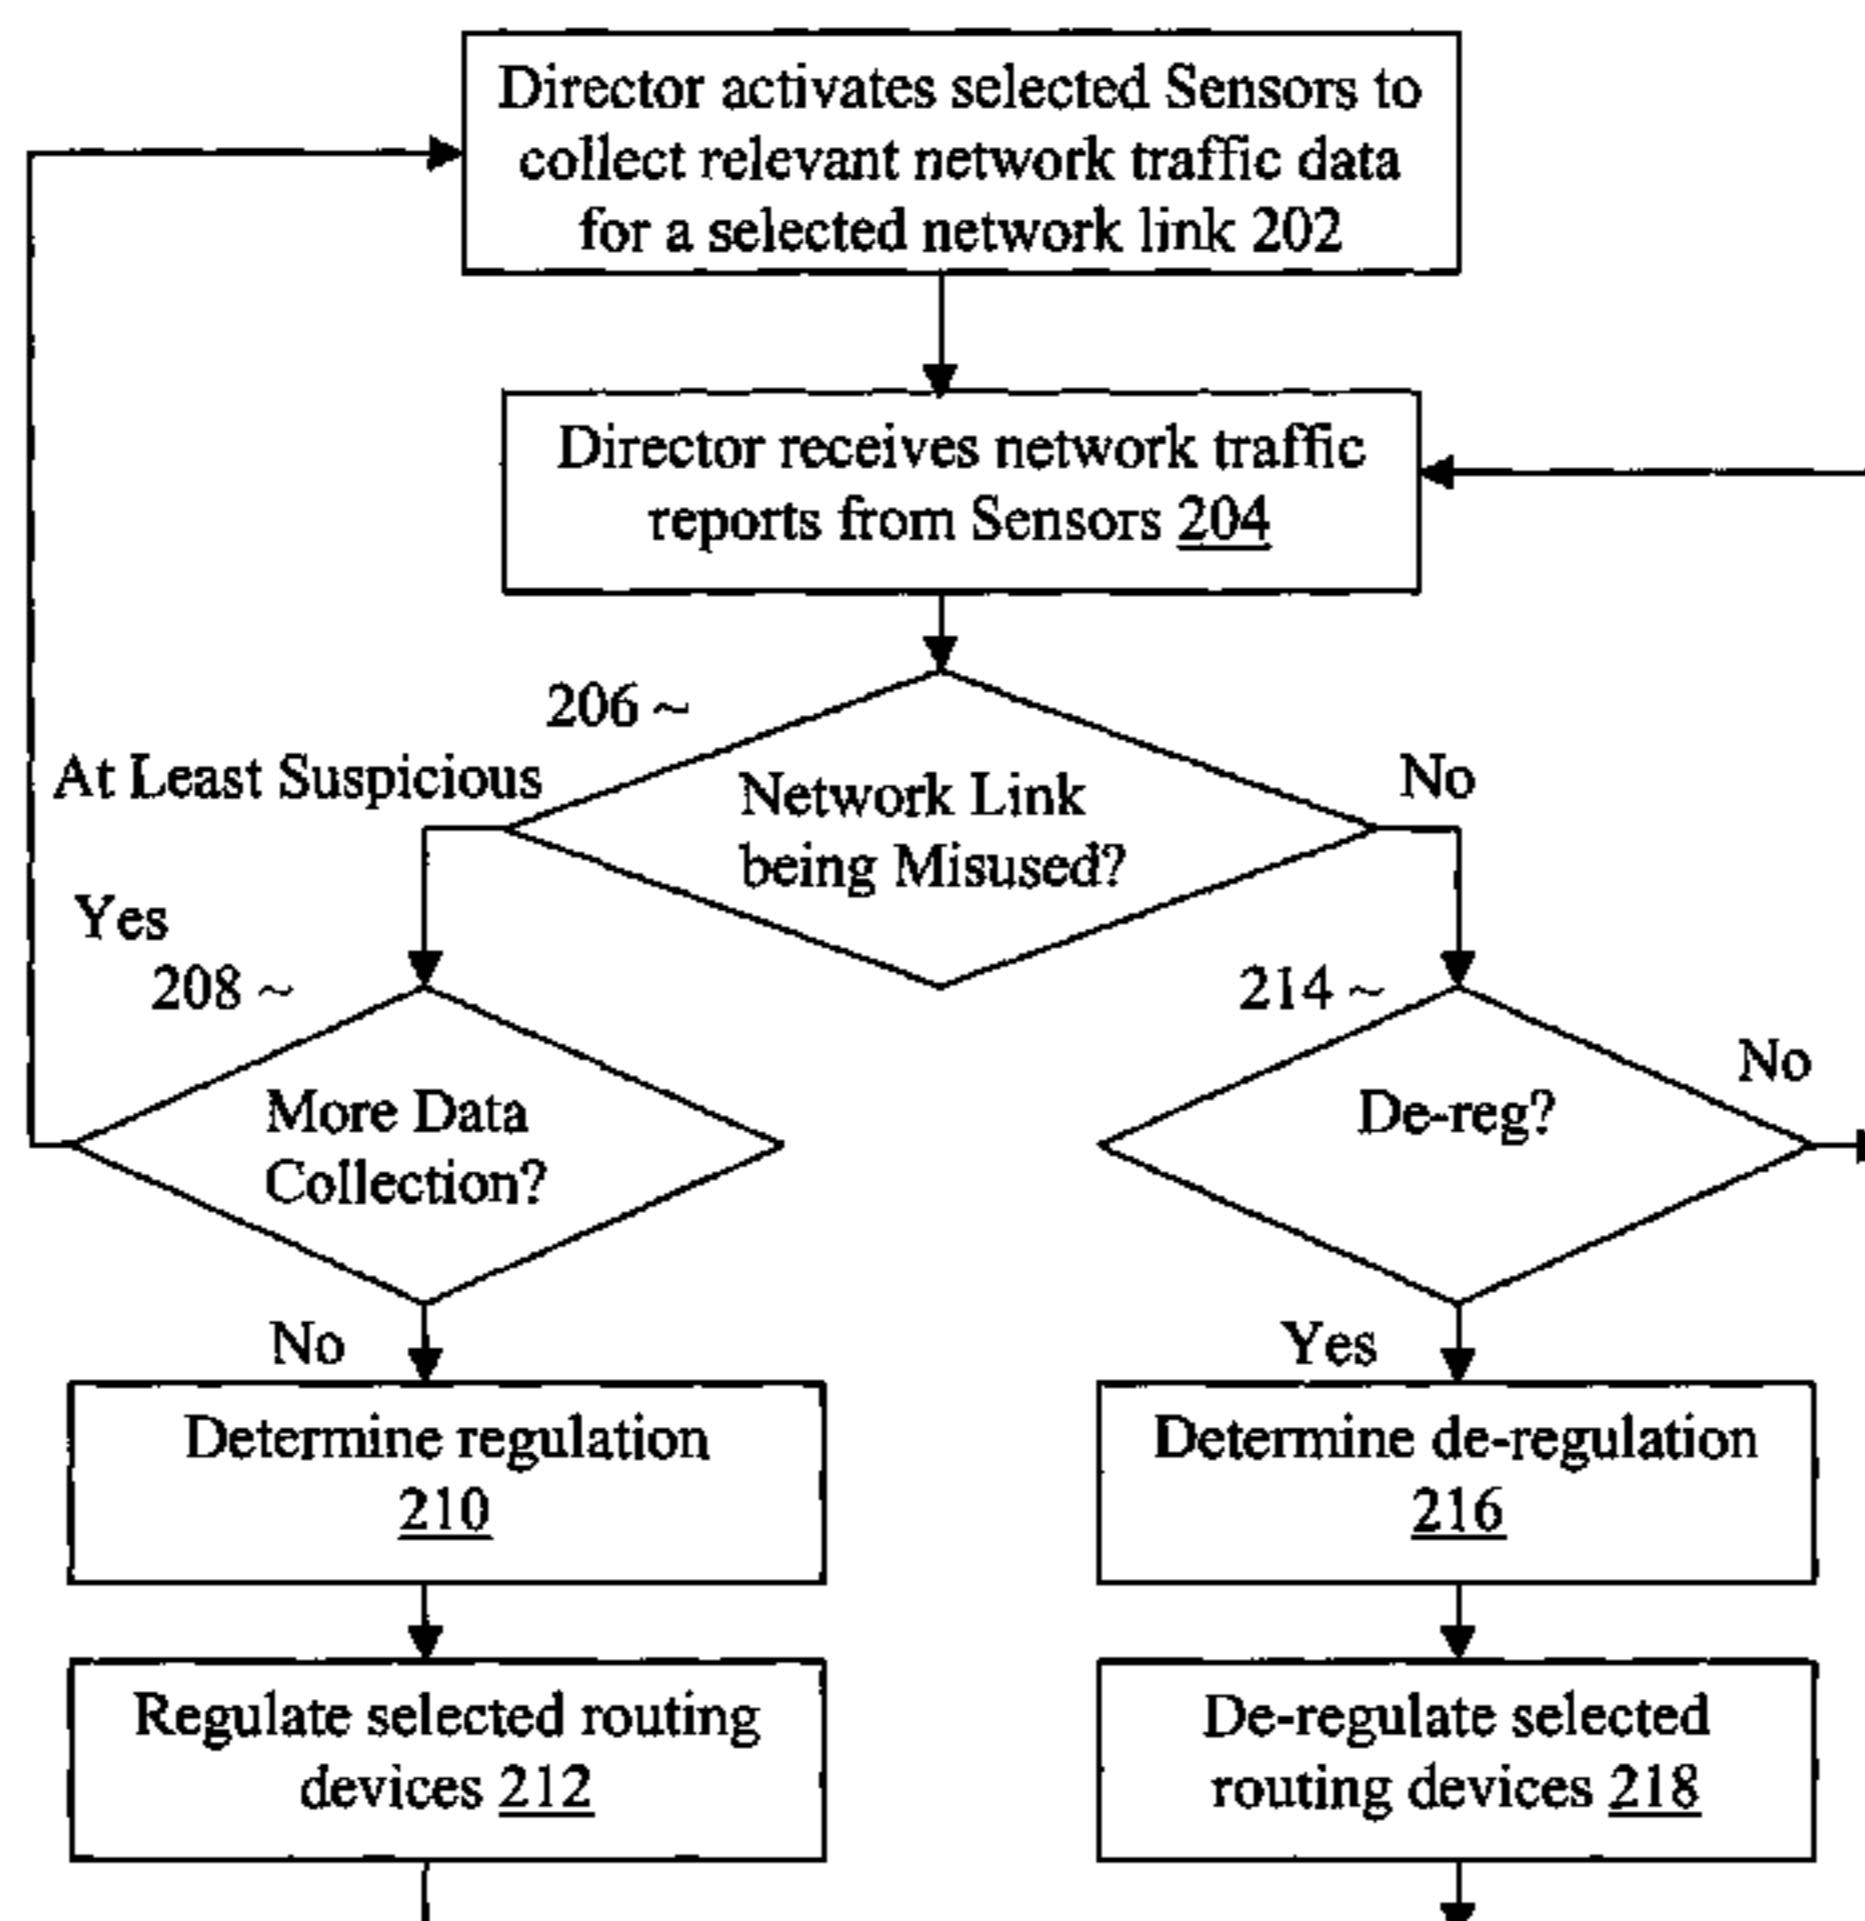 Director activates selected Sensors to
collect relevant network traffic data
for a selected network link 202
Director receives network traffic
reports from Sensors 204
206 ~
At Least Suspicious
Network Link
being Misused?
No
Yes
208 ~
More Data
Collection?
214 ~
De-reg?
No
No
Yes
Determine regulation
210
Determine de-regulation
216
Regulate selected routing
devices 212
De-regulate selected
routing devices 218